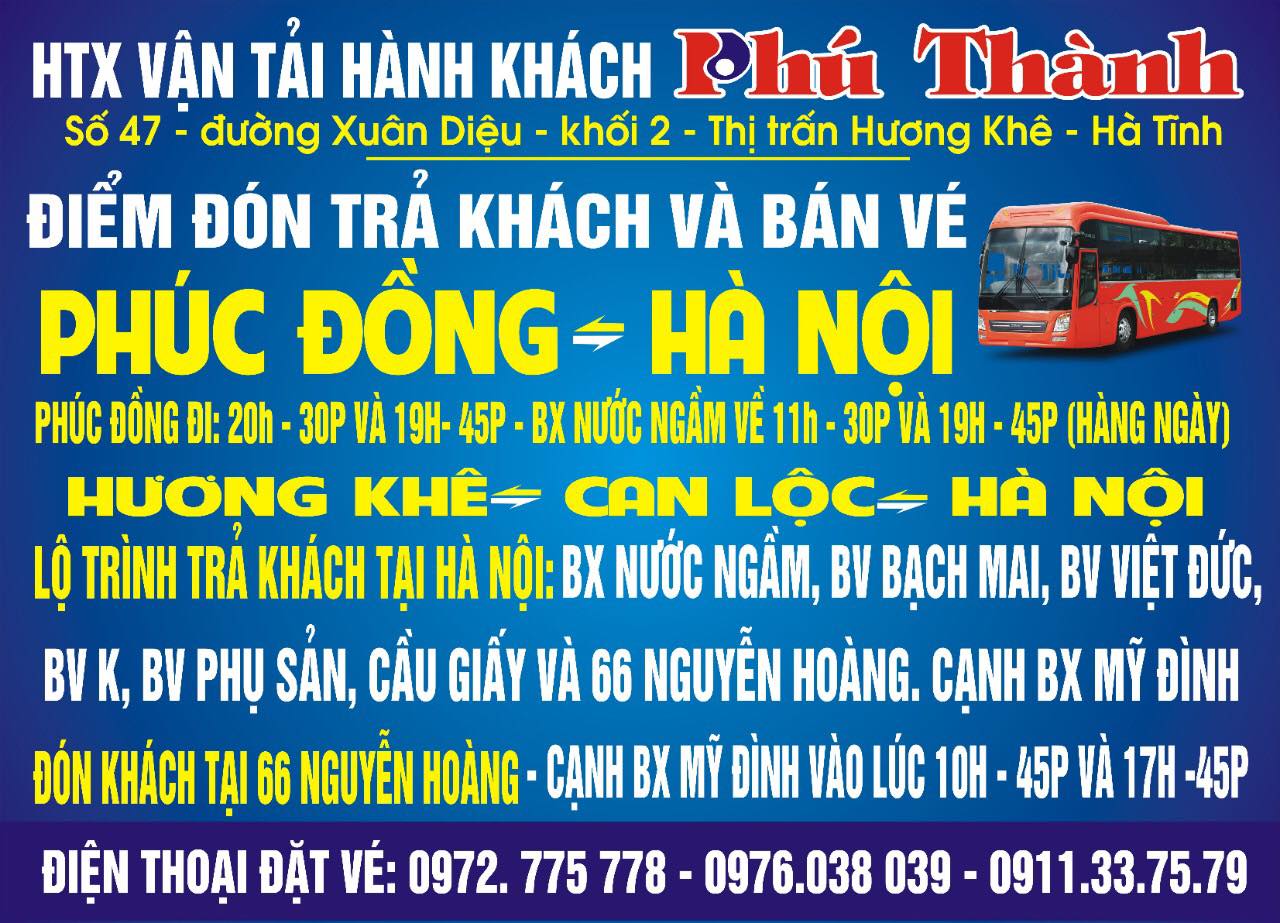 HTX VẬN TẢI HÀNH KHÁCH Phú Thành
Số 47 - đường Xuân Diệu - khối 2 - Thị trấn Hương Khê - Hà Tĩnh
ĐIỂM ĐÓN TRẢ KHÁCH VÀ BÁN VÉ
PHÚC ĐỒNG ⇌ HÀ NỘI
PHÚC ĐỒNG ĐI: 20h - 30P VÀ 19H- 45P - BX NƯỚC NGẦM VỀ 11h - 30P VÀ 19H - 45P (HÀNG NGÀY)
HƯƠNG KHÊ ⇌ CAN LỘC ⇌ HÀ NỘI
LỘ TRÌNH TRẢ KHÁCH TẠI HÀ NỘI: BX NƯỚC NGẦM, BV BẠCH MAI, BV VIỆT ĐỨC,
BV K, BV PHỤ SẢN, CẦU GIẤY VÀ 66 NGUYỄN HOÀNG. CẠNH BX MỸ ĐÌNH
ĐÓN KHÁCH TẠI 66 NGUYỄN HOÀNG - CẠNH BX MỸ ĐÌNH VÀO LÚC 10H - 45P VÀ 17H -45P
ĐIỆN THOẠI ĐẶT VÉ: 0972. 775 778 - 0976.038 039 - 0911.33.75.79